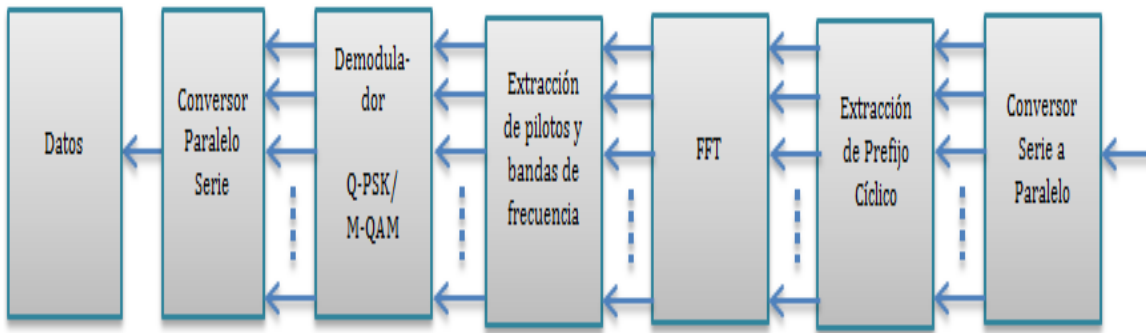 Datos
Conversor
Paralelo
Serie
Demodula-
dor
Q-PSK/
M-QAM
Extracción
de pilotos y
bandas de
frecuencia
FFT
Extracción
de Prefijo
Cíclico
Conversor
Serie a
Paralelo